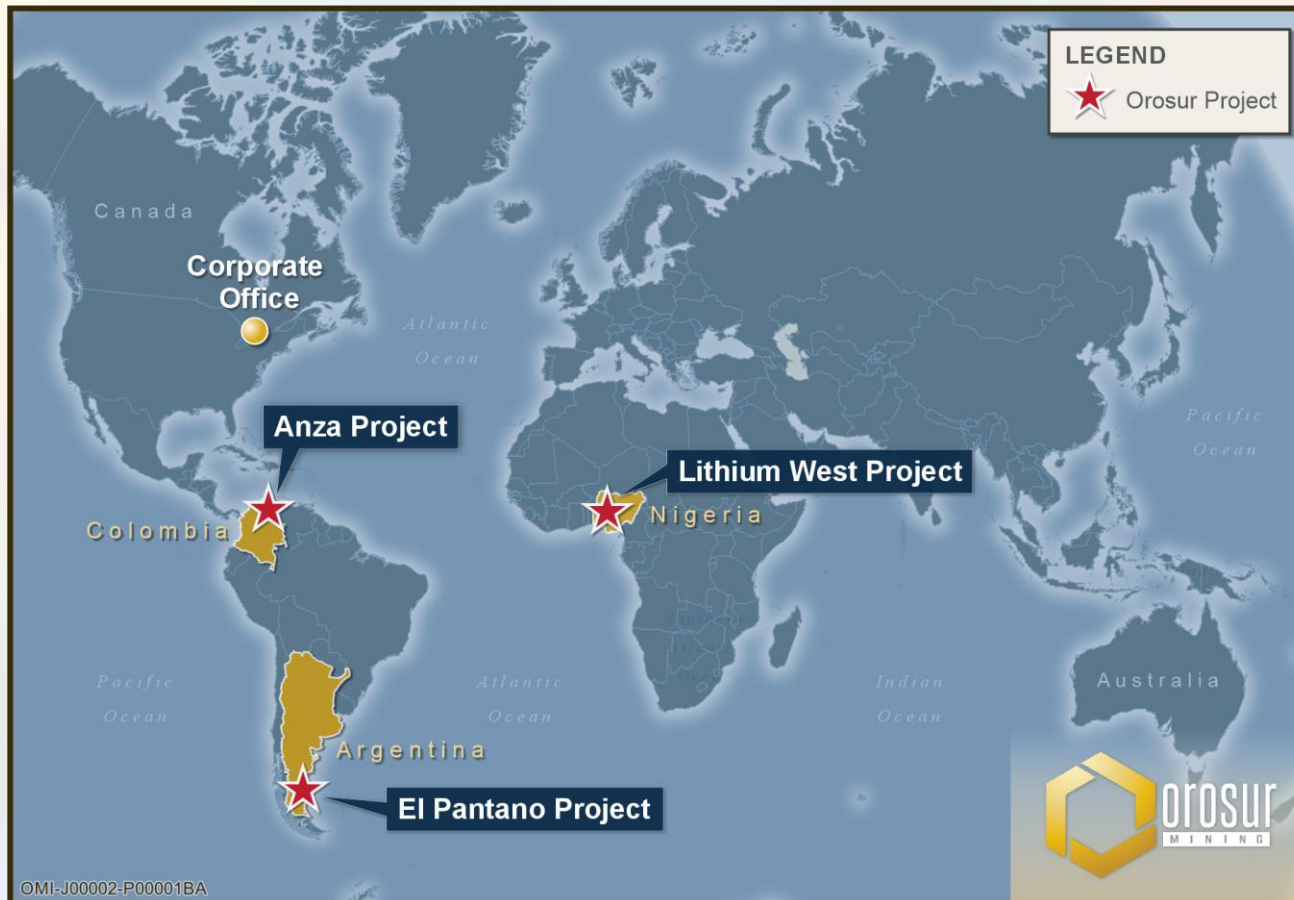 LEGEND
Orosur Project
Canada
Corporate
Office
Atlantic
Ocean
Pacific
Ocean
Anza Project
Lithium West Project
Colombia
Nigeria
Pacific
Ocean
Atlantic
Ocean
Indian
Ocean
Australia
Argentina
El Pantano Project
orosur
MINING
OMI-J00002-P00001BA